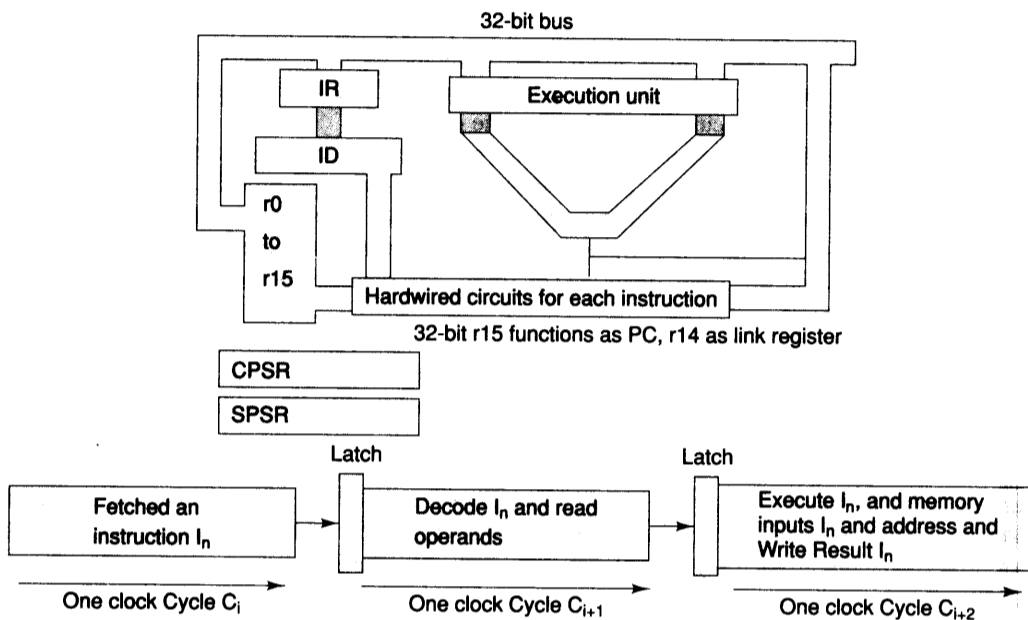 32-bit bus
IR
Execution unit
ID
r0
to
r15
Hardwired circuits for each instruction
32-bit r15 functions as PC, r14 as link register
CPSR
SPSR
Latch
Latch
Fetched an
instruction Iₙ
Decode Iₙ and read
operands
Execute Iₙ, and memory
inputs Iₙ and address and
Write Result Iₙ
One clock Cycle Cᵢ
One clock Cycle Cᵢ₊₁
One clock Cycle Cᵢ₊₂